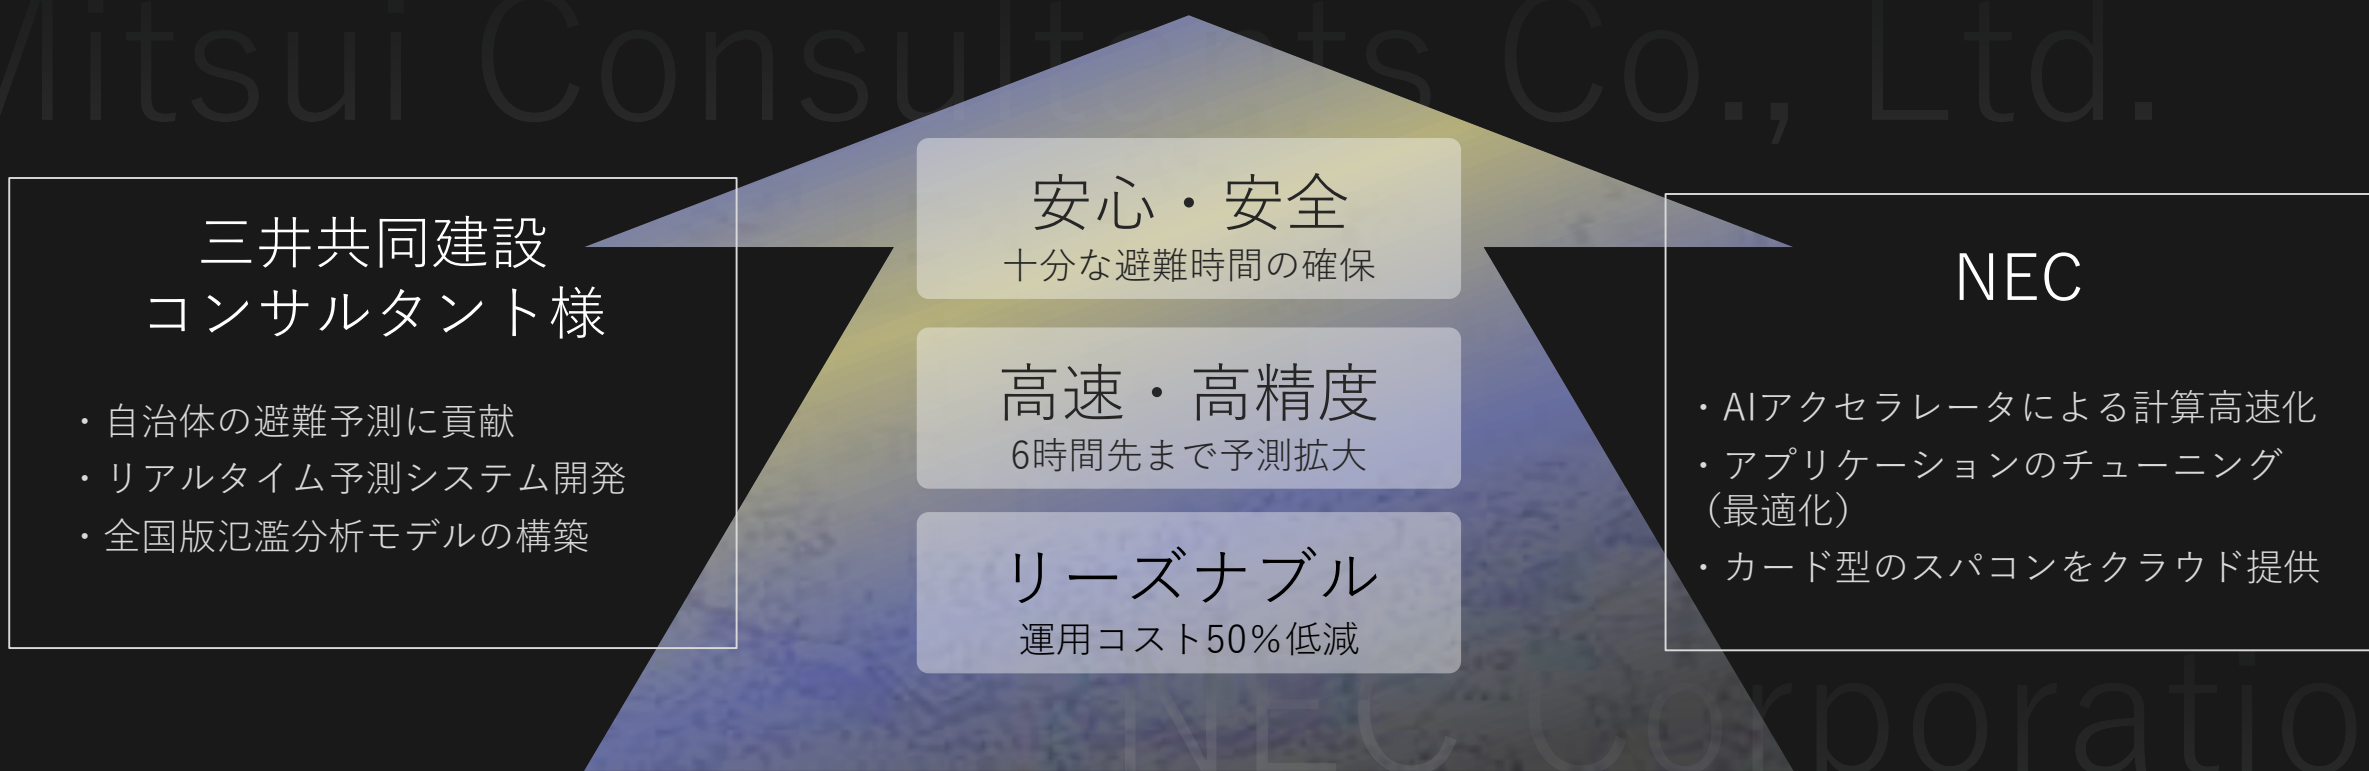 Mitsui Consultants Co., Ltd.
三井共同建設
コンサルタント様
・自治体の避難予測に貢献
・リアルタイム予測システム開発
・全国版氾濫分析モデルの構築
安心・安全
十分な避難時間の確保
高速・高精度
6時間先まで予測拡大
リーズナブル
運用コスト50%低減
NEC
・AIアクセラレータによる計算高速化
・アプリケーションのチューニング
（最適化）
・カード型のスパコンをクラウド提供
NEC Corporatio